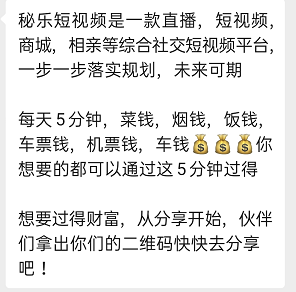 秘乐短视频是一款直播，短视频，
商城，相亲等综合社交短视频平台，
一步一步落实规划，未来可期
每天5分钟，菜钱，烟钱，饭钱，
车票钱，机票钱，车钱💰💰💰你
想要的都可以通过这5分钟过得
想要过得财富，从分享开始，伙伴
们拿出你们的二维码快快去分享
吧！